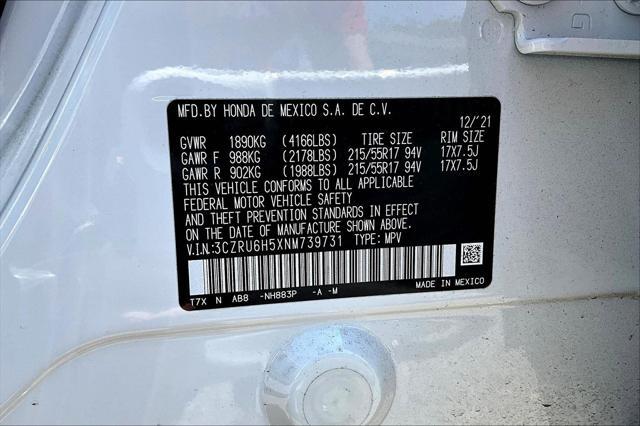 MFD.BY HONDA DE MEXICO S.A. DE C.V.
12/'21
GVWR 1890KG (4166LBS) TIRE SIZE RIM SIZE
GAWR F 988KG (2178LBS) 215/55R17 94V 17X7.5J
GAWR R 902KG (1988LBS) 215/55R17 94V 17X7.5J
THIS VEHICLE CONFORMS TO ALL APPLICABLE
FEDERAL MOTOR VEHICLE SAFETY
AND THEFT PREVENTION STANDARDS IN EFFECT
ON THE DATE OF MANUFACTURE SHOWN ABOVE.
V.I.N:3CZRU6H5XNM739731 TYPE: MPV
T7X N AB8 -NH883P -A -M MADE IN MEXICO